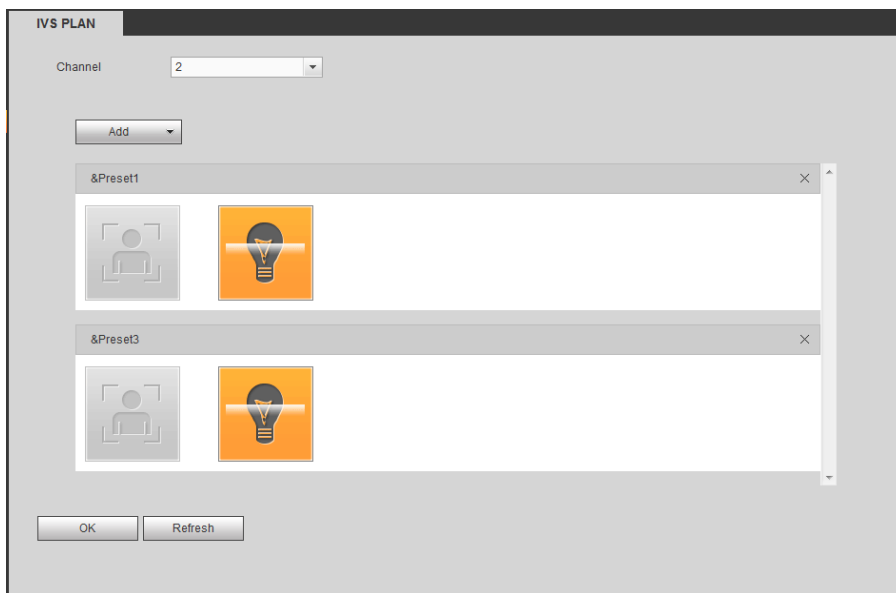 IVS PLAN
Channel 2
Add
&Preset1
&Preset3
OK Refresh